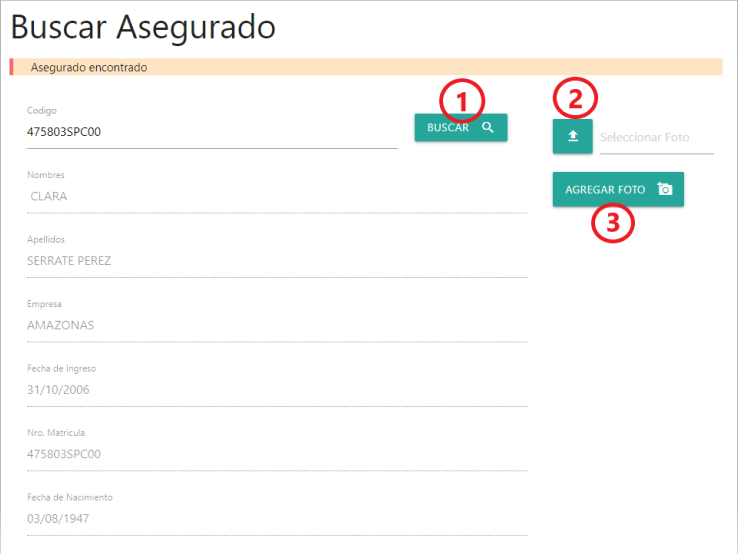 Buscar Asegurado
Asegurado encontrado
Codigo
475803SPC00
1
BUSCAR
2
Seleccionar Foto
AGREGAR FOTO
3
Nombres
CLARA
Apellidos
SERRATE PEREZ
Empresa
AMAZONAS
Fecha de Ingreso
31/10/2006
Nro. Matricula
475803SPC00
Fecha de Nacimiento
03/08/1947